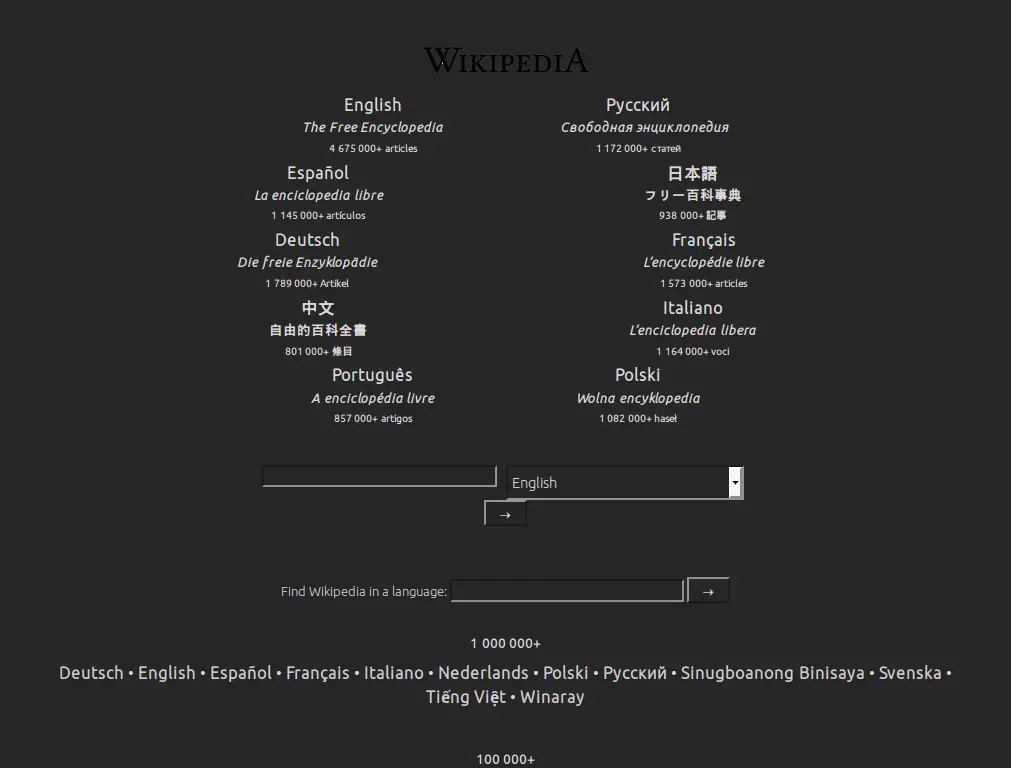 WIKIPEDIA
English
The Free Encyclopedia
4 675 000+ articles
Русский
Свободная энциклопедия
1 172 000+ статей
Español
La enciclopedia libre
1 145 000+ artículos
日本語
フリー百科事典
938 000+ 記事
Deutsch
Die freie Enzyklopädie
1 789 000+ Artikel
Français
L'encyclopédie libre
1 573 000+ articles
中文
自由的百科全書
801 000+ 條目
Italiano
L'enciclopedia libera
1 164 000+ voci
Português
A enciclopédia livre
857 000+ artigos
Polski
Wolna encyklopedia
1 082 000+ haseł
English
→
Find Wikipedia in a language: →
1 000 000+
Deutsch • English • Español • Français • Italiano • Nederlands • Polski • Русский • Sinugboanong Binisaya • Svenska •
Tiếng Việt • Winaray
100 000+